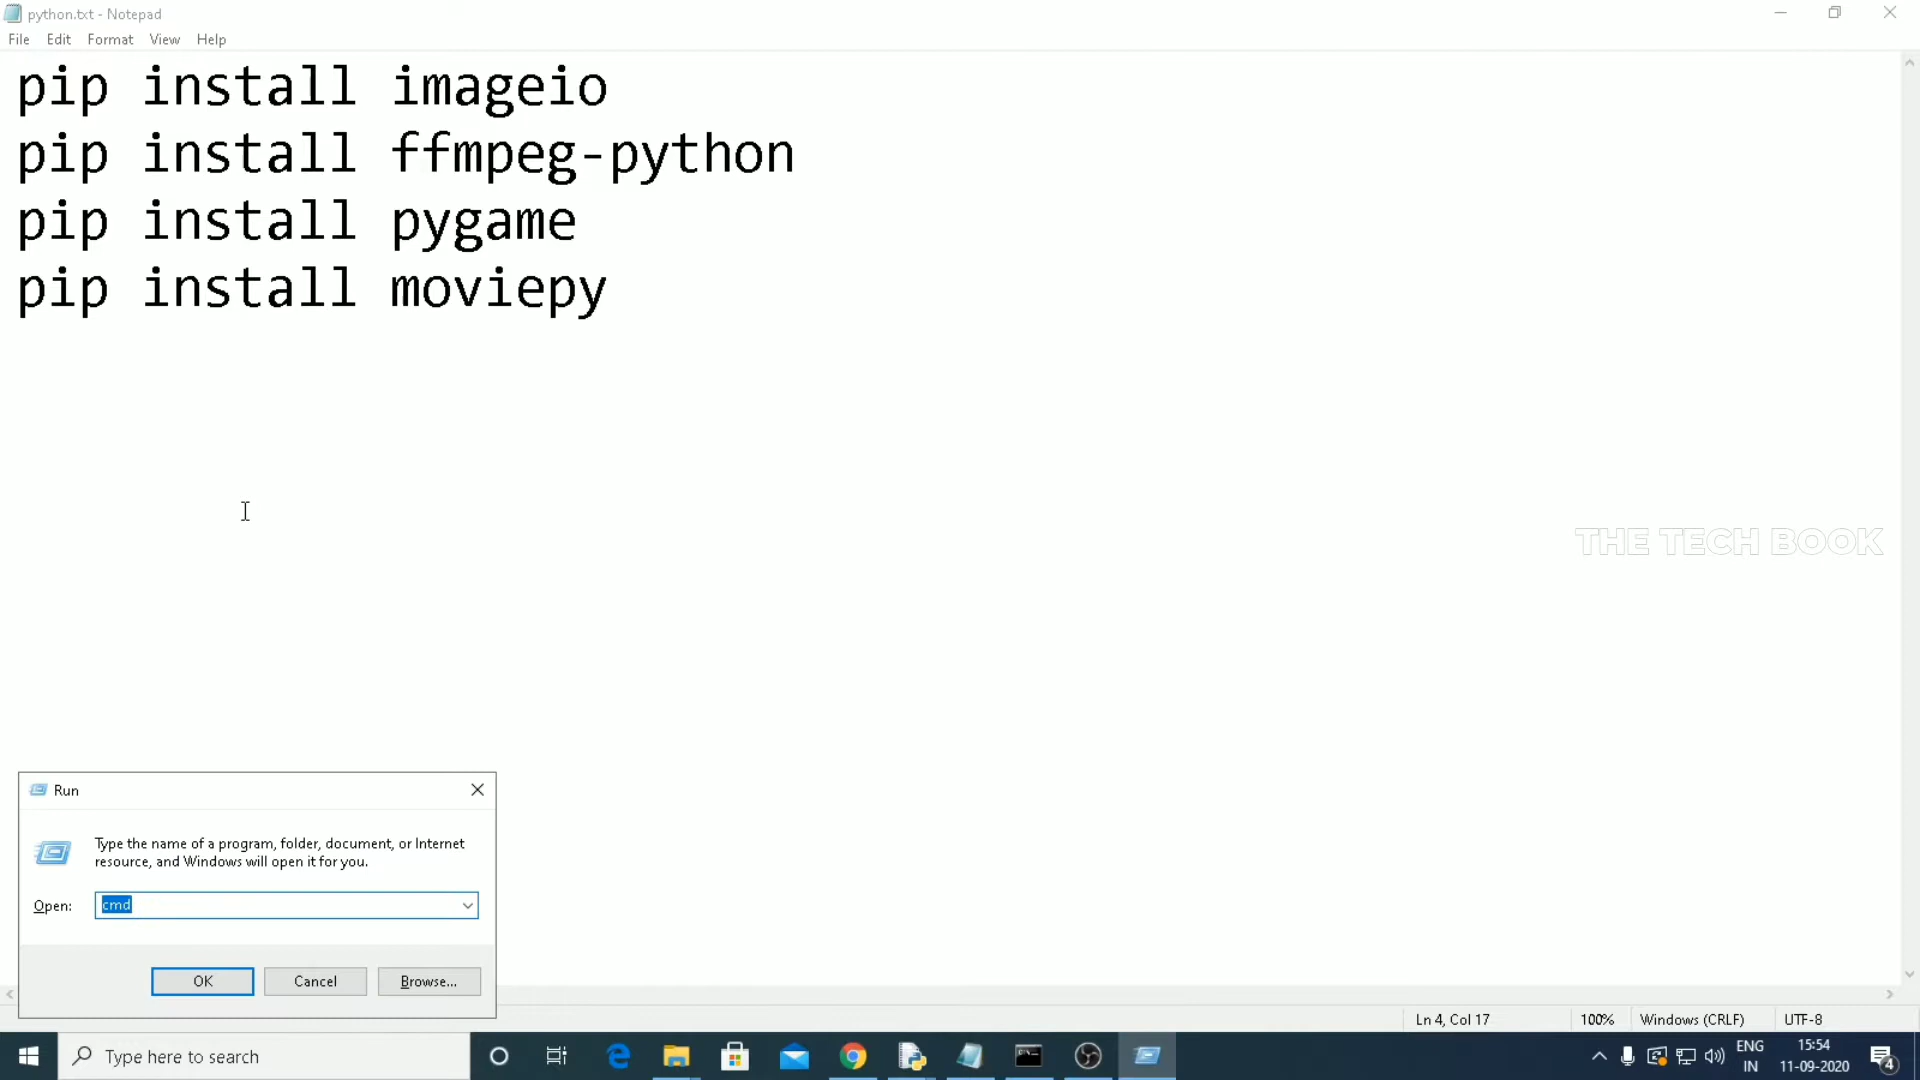 python.txt - Notepad
File Edit Format View Help
pip install imageio
pip install ffmpeg-python
pip install pygame
pip install moviepy
THE TECH BOOK
Run
Type the name of a program, folder, document, or Internet
resource, and Windows will open it for you.
Open: cmd
OK Cancel Browse...
Ln 4, Col 17 100% Windows (CRLF) UTF-8
Type here to search
ENG
IN
15:54
11-09-2020
4